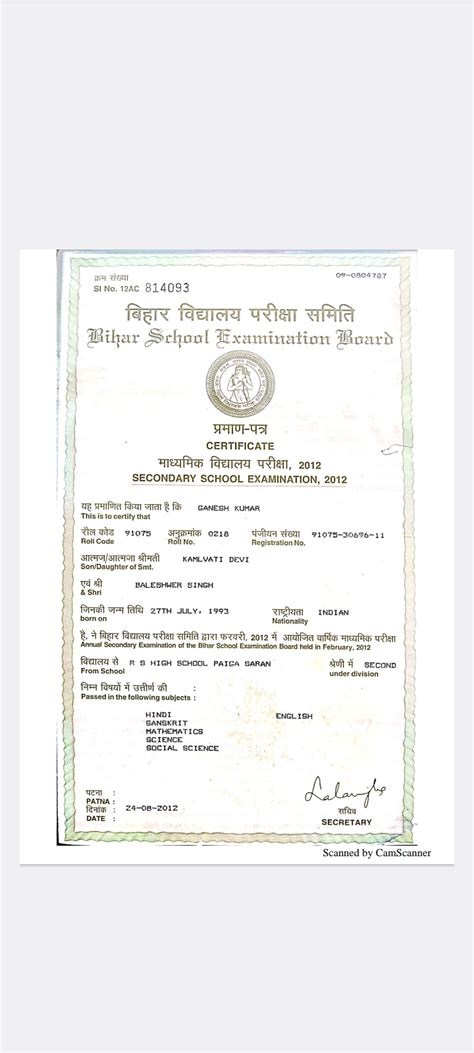 क्रम संख्या 09-0804787
Sl No. 12AC 814093
बिहार विद्यालय परीक्षा समिति
Bihar School Examination Board
प्रमाण-पत्र
CERTIFICATE
माध्यमिक विद्यालय परीक्षा, 2012
SECONDARY SCHOOL EXAMINATION, 2012
यह प्रमाणित किया जाता है कि GANESH KUMAR
This is to certify that
रौल कोड 91075 अनुक्रमांक 0218 पंजीयन संख्या 91075-30696-11
Roll Code Roll No. Registration No.
आत्मज/आत्मजा श्रीमती KAMLVATI DEVI
Son/Daughter of Smt.
एवं श्री BALESHWER SINGH
& Shri
जिनकी जन्म तिथि 27TH JULY, 1993 राष्ट्रीयता INDIAN
born on Nationality
है, ने बिहार विद्यालय परीक्षा समिति द्वारा फरवरी, 2012 में आयोजित वार्षिक माध्यमिक परीक्षा
Annual Secondary Examination of the Bihar School Examination Board held in February, 2012
विद्यालय से R S HIGH SCHOOL PAIGA SARAN श्रेणी में SECOND
From School under division
निम्न विषयों में उत्तीर्ण की :
Passed in the following subjects :
HINDI ENGLISH
SANSKRIT
MATHEMATICS
SCIENCE
SOCIAL SCIENCE
पटना :
PATNA :
दिनांक : 24-08-2012
DATE :
सचिव
SECRETARY
Scanned by CamScanner